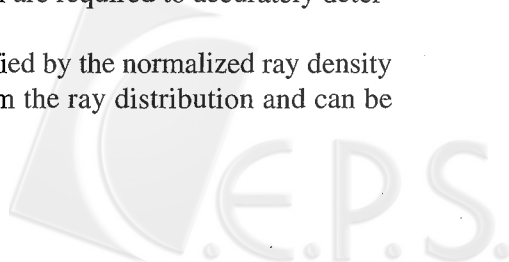 are required to accurately deter-
ied by the normalized ray density
the ray distribution and can be
C.E.P.S.